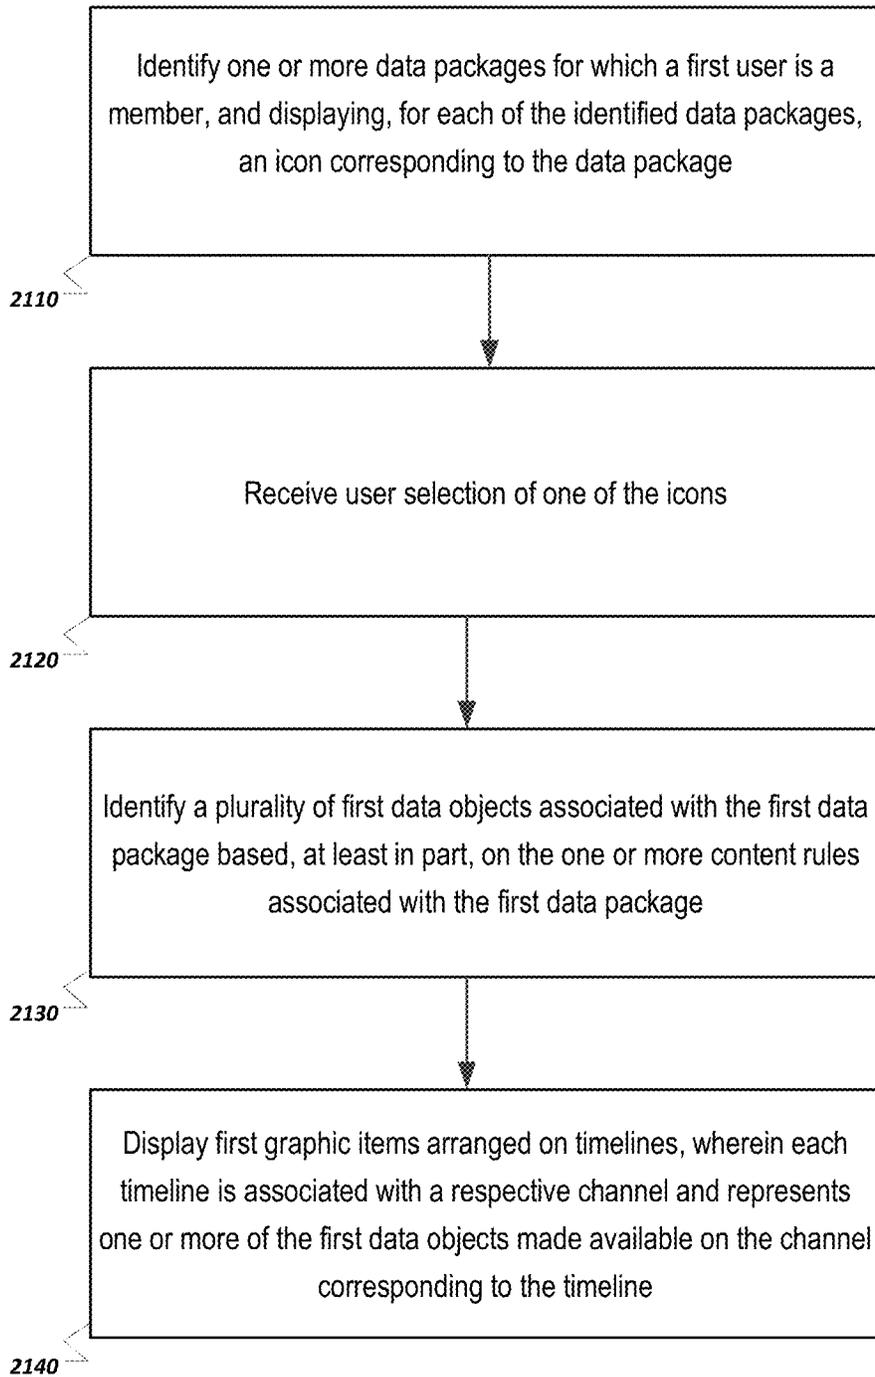 Identify one or more data packages for which a first user is a
member, and displaying, for each of the identified data packages,
an icon corresponding to the data package
2110
Receive user selection of one of the icons
2120
Identify a plurality of first data objects associated with the first data
package based, at least in part, on the one or more content rules
associated with the first data package
2130
Display first graphic items arranged on timelines, wherein each
timeline is associated with a respective channel and represents
one or more of the first data objects made available on the channel
corresponding to the timeline
2140